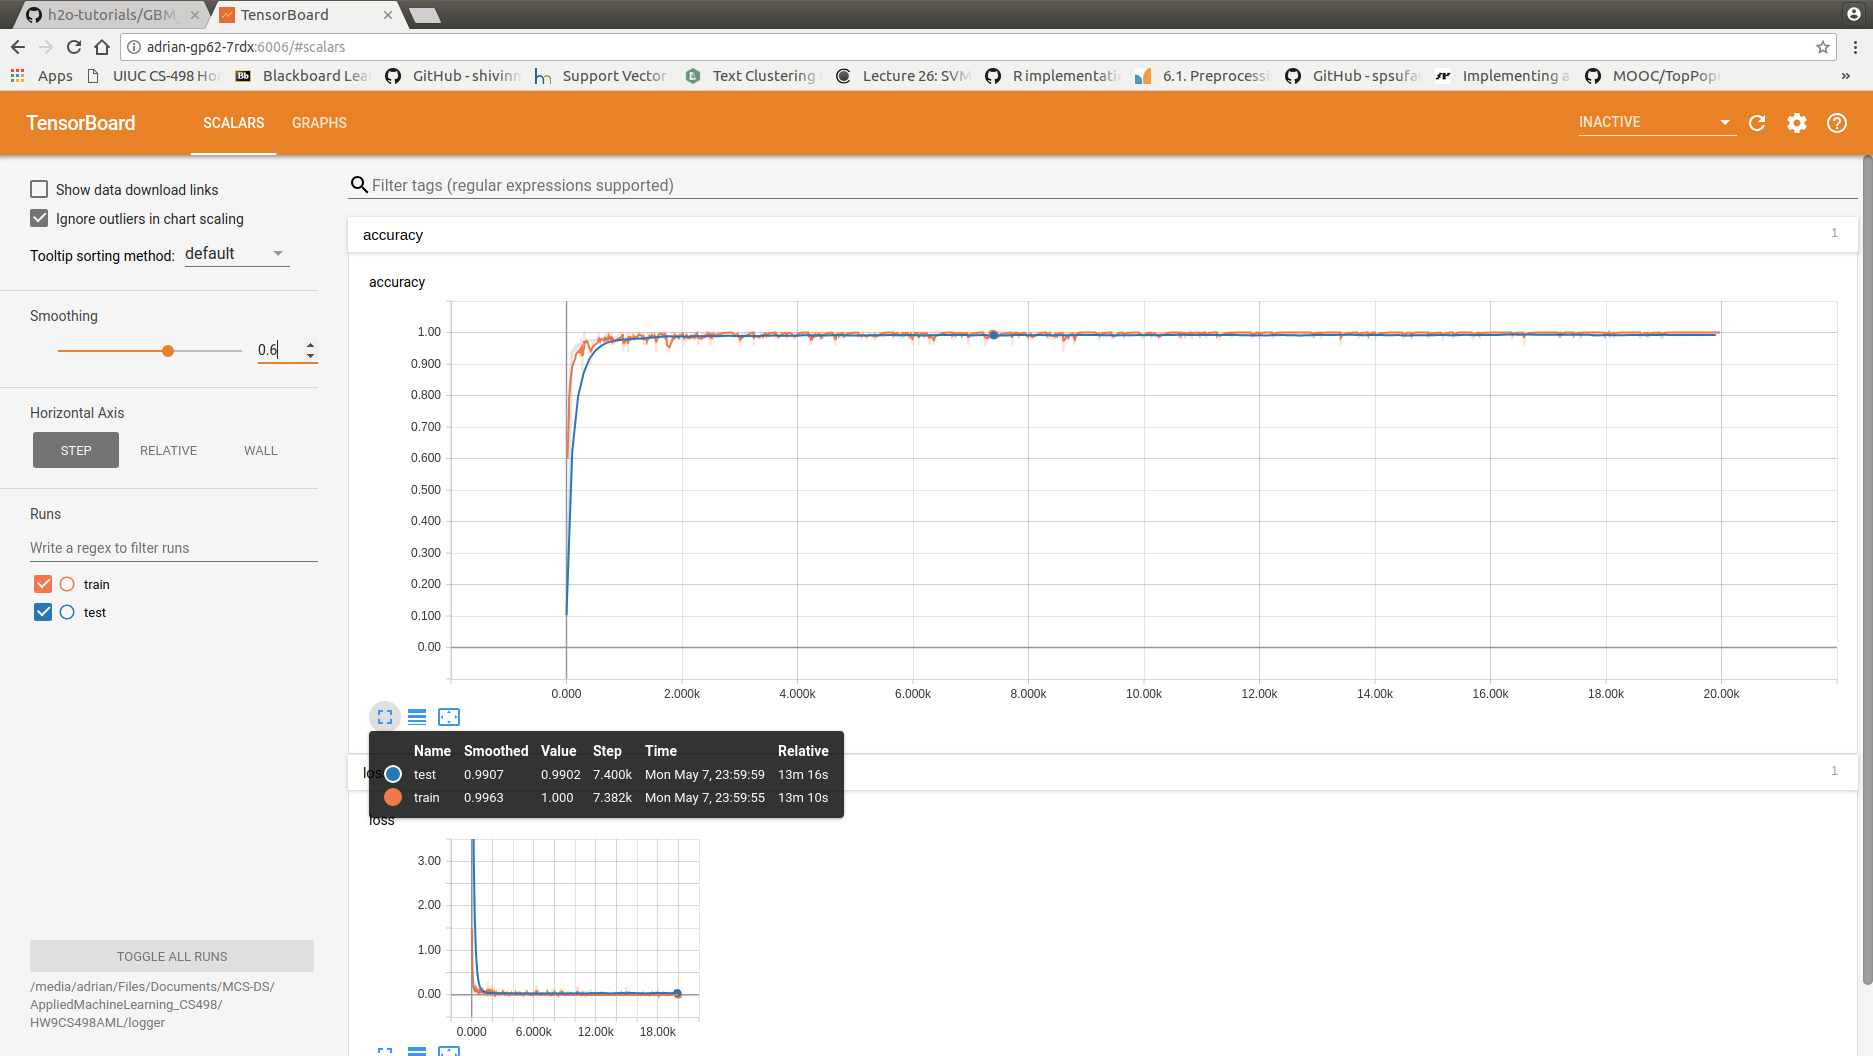 h2o-tutorials/GBM
TensorBoard
adrian-gp62-7rdx:6006/#scalars
Apps UIUC CS-498 Ho Blackboard Lea GitHub - shivinm Support Vector Text Clustering Lecture 26: SVM R implementatio 6.1. Preprocessi GitHub - spsufav Implementing a MOOC/TopPopu »
TensorBoard SCALARS GRAPHS INACTIVE
Show data download links
Ignore outliers in chart scaling
Tooltip sorting method: default
Smoothing
0.6
Horizontal Axis
STEP RELATIVE WALL
Runs
Write a regex to filter runs
train
test
TOGGLE ALL RUNS
/media/adrian/Files/Documents/MCS-DS/
AppliedMachineLearning_CS498/
HW9CS498AML/logger
Filter tags (regular expressions supported)
accuracy 1
accuracy
1.00
0.900
0.800
0.700
0.600
0.500
0.400
0.300
0.200
0.100
0.00
0.000 2.000k 4.000k 6.000k 8.000k 10.00k 12.00k 14.00k 16.00k 18.00k 20.00k
Name Smoothed Value Step Time Relative
test 0.9907 0.9902 7.400k Mon May 7, 23:59:59 13m 16s
train 0.9963 1.000 7.382k Mon May 7, 23:59:55 13m 10s
1
loss
3.00
2.00
1.00
0.00
0.000 6.000k 12.00k 18.00k